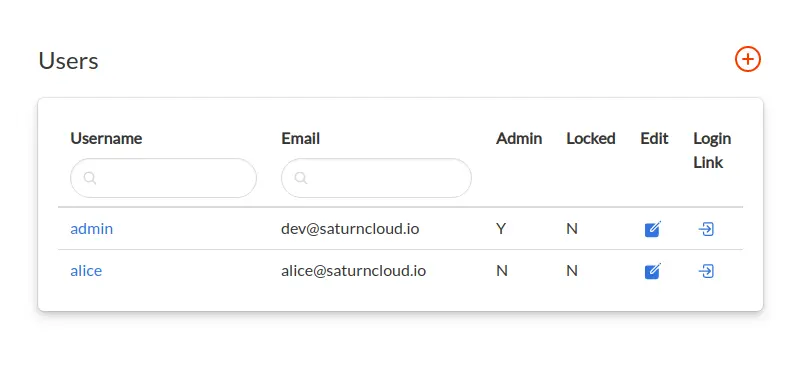 Users
Username Email Admin Locked Edit Login
Link
admin dev@saturncloud.io Y N
alice alice@saturncloud.io N N